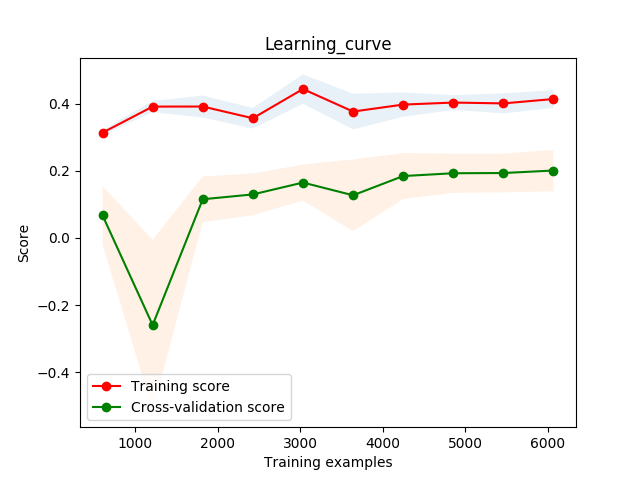 Learning_curve
0.4
0.2
0.0
−0.2
−0.4
Score
Training score
Cross-validation score
1000 2000 3000 4000 5000 6000
Training examples